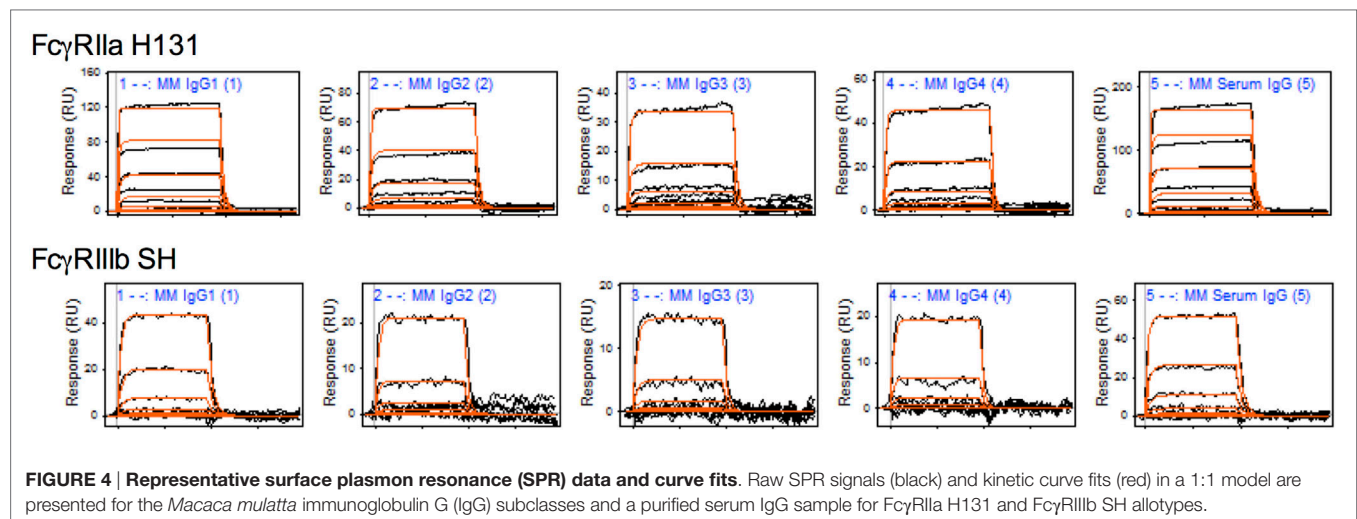 FcγRIIa H131
1 - -: MM IgG1 (1)
Response (RU)
160
120
80
40
0
2 - -: MM IgG2 (2)
Response (RU)
80
60
40
20
0
3 - -: MM IgG3 (3)
Response (RU)
40
30
20
10
0
4 - -: MM IgG4 (4)
Response (RU)
60
40
20
0
5 - -: MM Serum IgG (5)
Response (RU)
200
100
0
FcγRIIIb SH
1 - -: MM IgG1 (1)
Response (RU)
40
20
0
2 - -: MM IgG2 (2)
Response (RU)
20
10
0
3 - -: MM IgG3 (3)
Response (RU)
20
10
0
4 - -: MM IgG4 (4)
Response (RU)
20
10
0
5 - -: MM Serum IgG (5)
Response (RU)
60
40
20
0
FIGURE 4 | Representative surface plasmon resonance (SPR) data and curve fits. Raw SPR signals (black) and kinetic curve fits (red) in a 1:1 model are
presented for the Macaca mulatta immunoglobulin G (IgG) subclasses and a purified serum IgG sample for FcγRIIa H131 and FcγRIIIb SH allotypes.